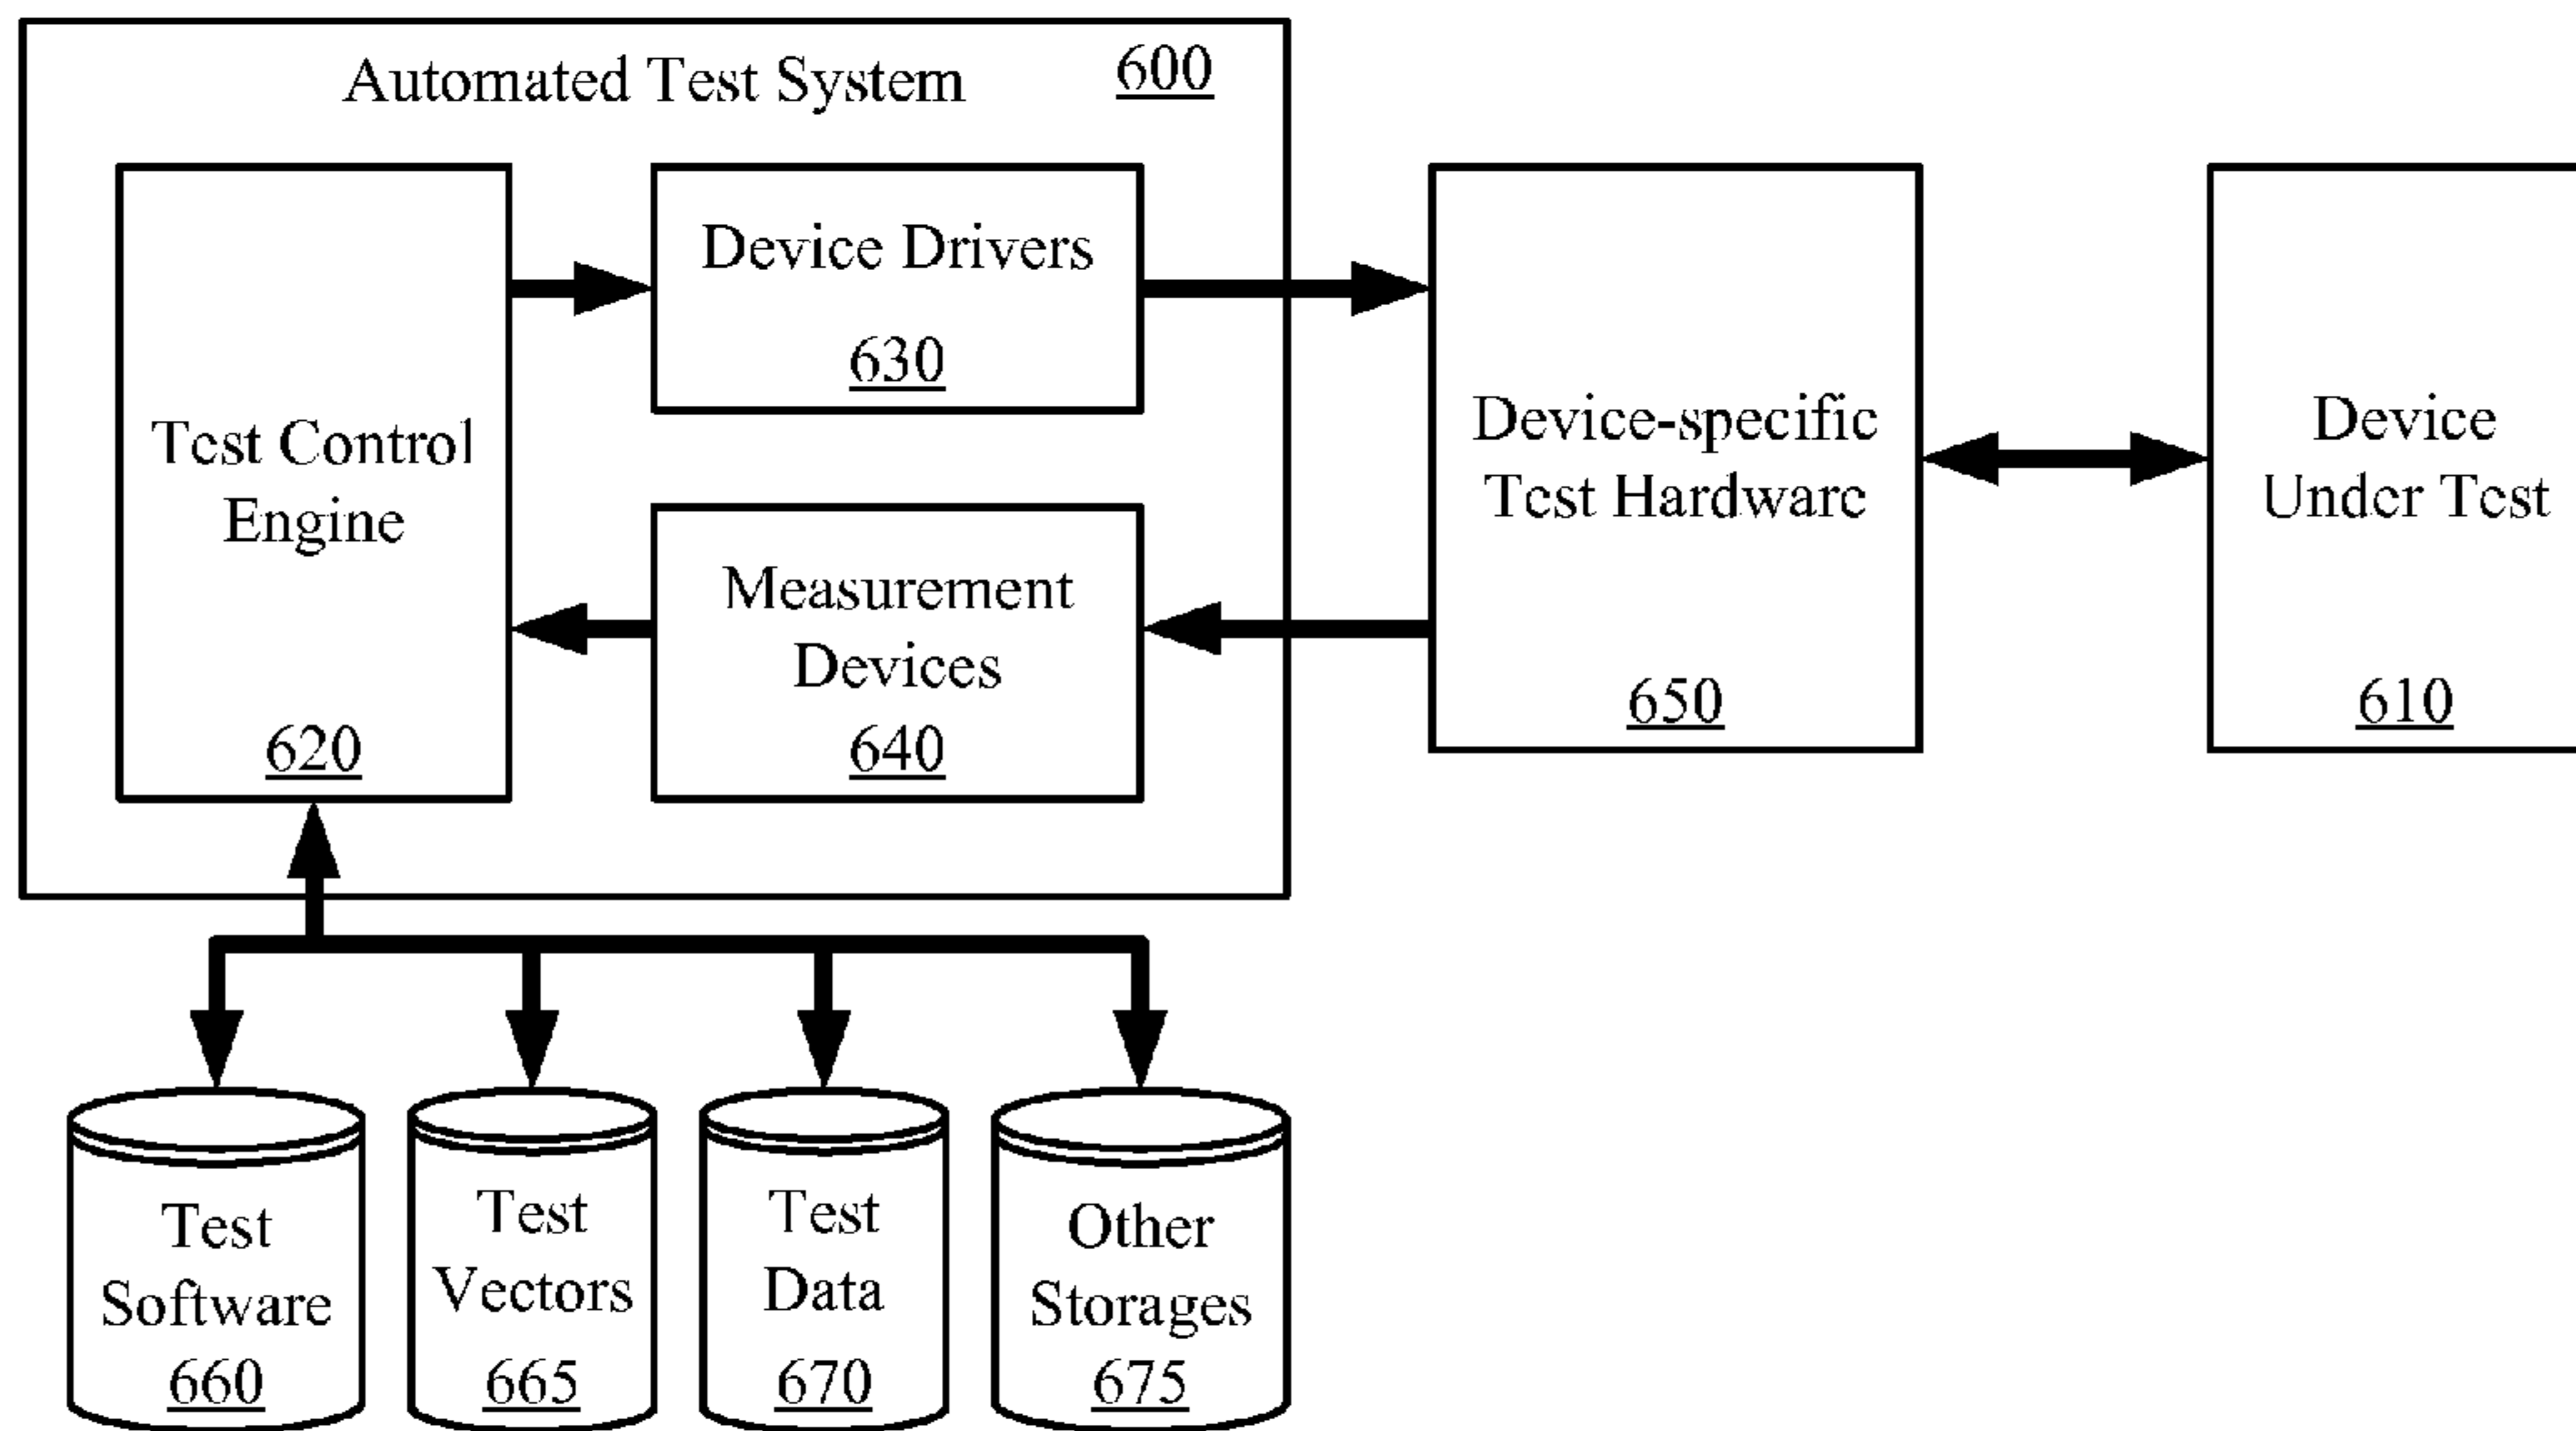 Automated Test System 600
Device Drivers
630
Test Control
Engine
620
Measurement
Devices
640
Device-specific
Test Hardware
650
Device
Under Test
610
Test
Software
660
Test
Vectors
665
Test
Data
670
Other
Storages
675